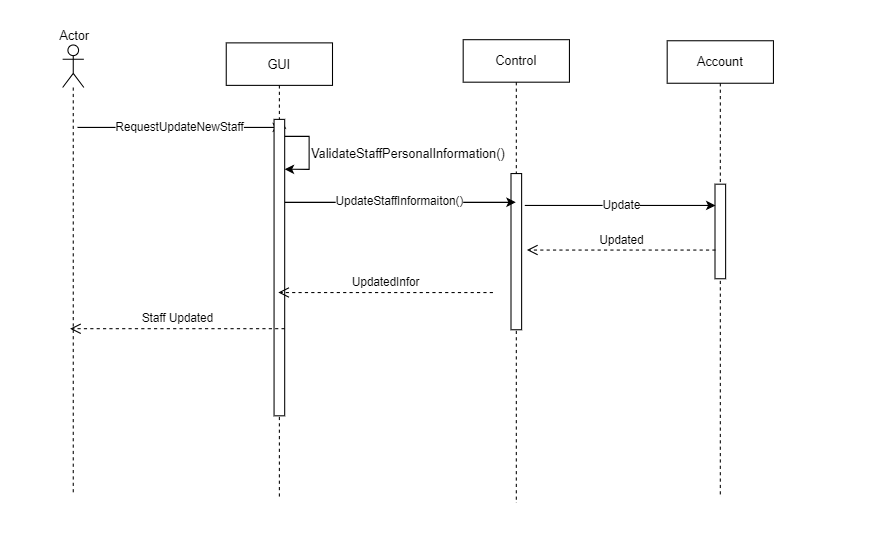 Actor
GUI
Control
Account
RequestUpdateNewStaff
ValidateStaffPersonalInformation()
UpdateStaffInformaiton()
Update
Updated
UpdatedInfor
Staff Updated